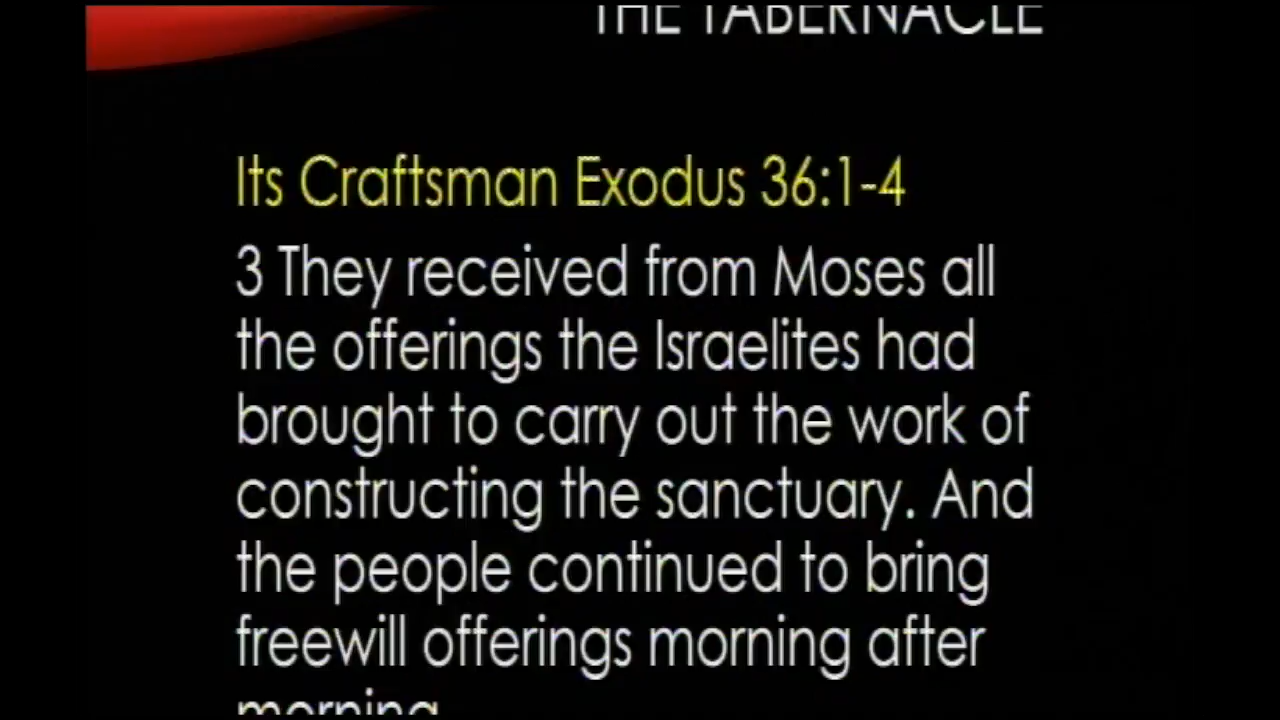 THE TABERNACLE
Its Craftsman Exodus 36:1-4
3 They received from Moses all
the offerings the Israelites had
brought to carry out the work of
constructing the sanctuary. And
the people continued to bring
freewill offerings morning after
morning